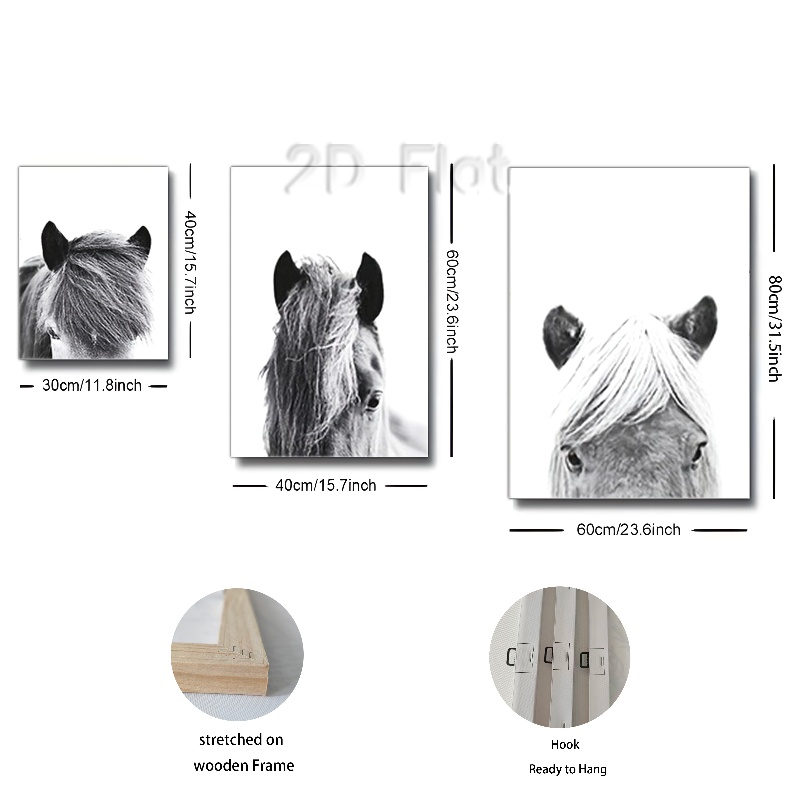 2D Flat
40cm/15.7inch
30cm/11.8inch
60cm/23.6inch
40cm/15.7inch
80cm/31.5inch
60cm/23.6inch
stretched on
wooden Frame
Hook
Ready to Hang